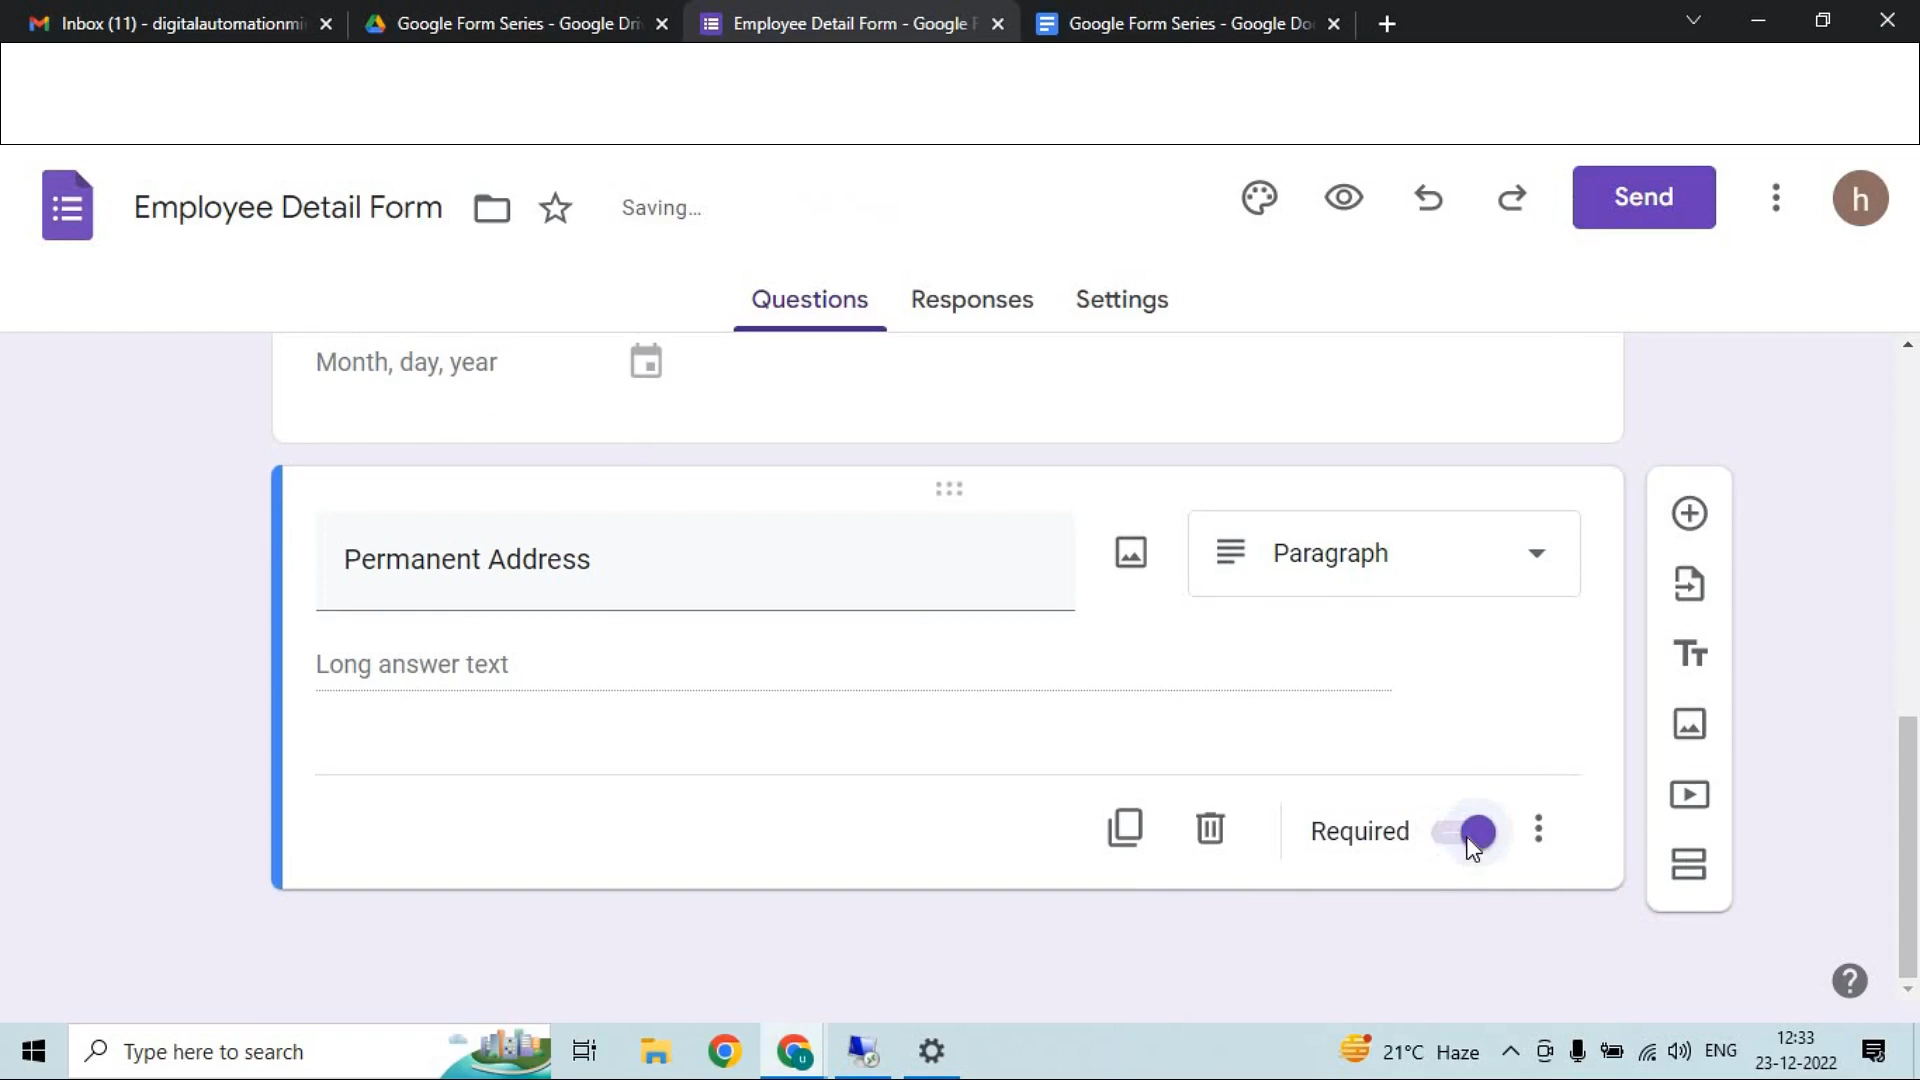 Inbox (11) - digitalautomationmi
Google Form Series - Google Dri
Employee Detail Form - Google F
Google Form Series - Google Do
Employee Detail Form
Saving...
Send
h
Questions
Responses
Settings
Month, day, year
Permanent Address
Paragraph
Long answer text
Required
Type here to search
21°C Haze
ENG
12:33
23-12-2022